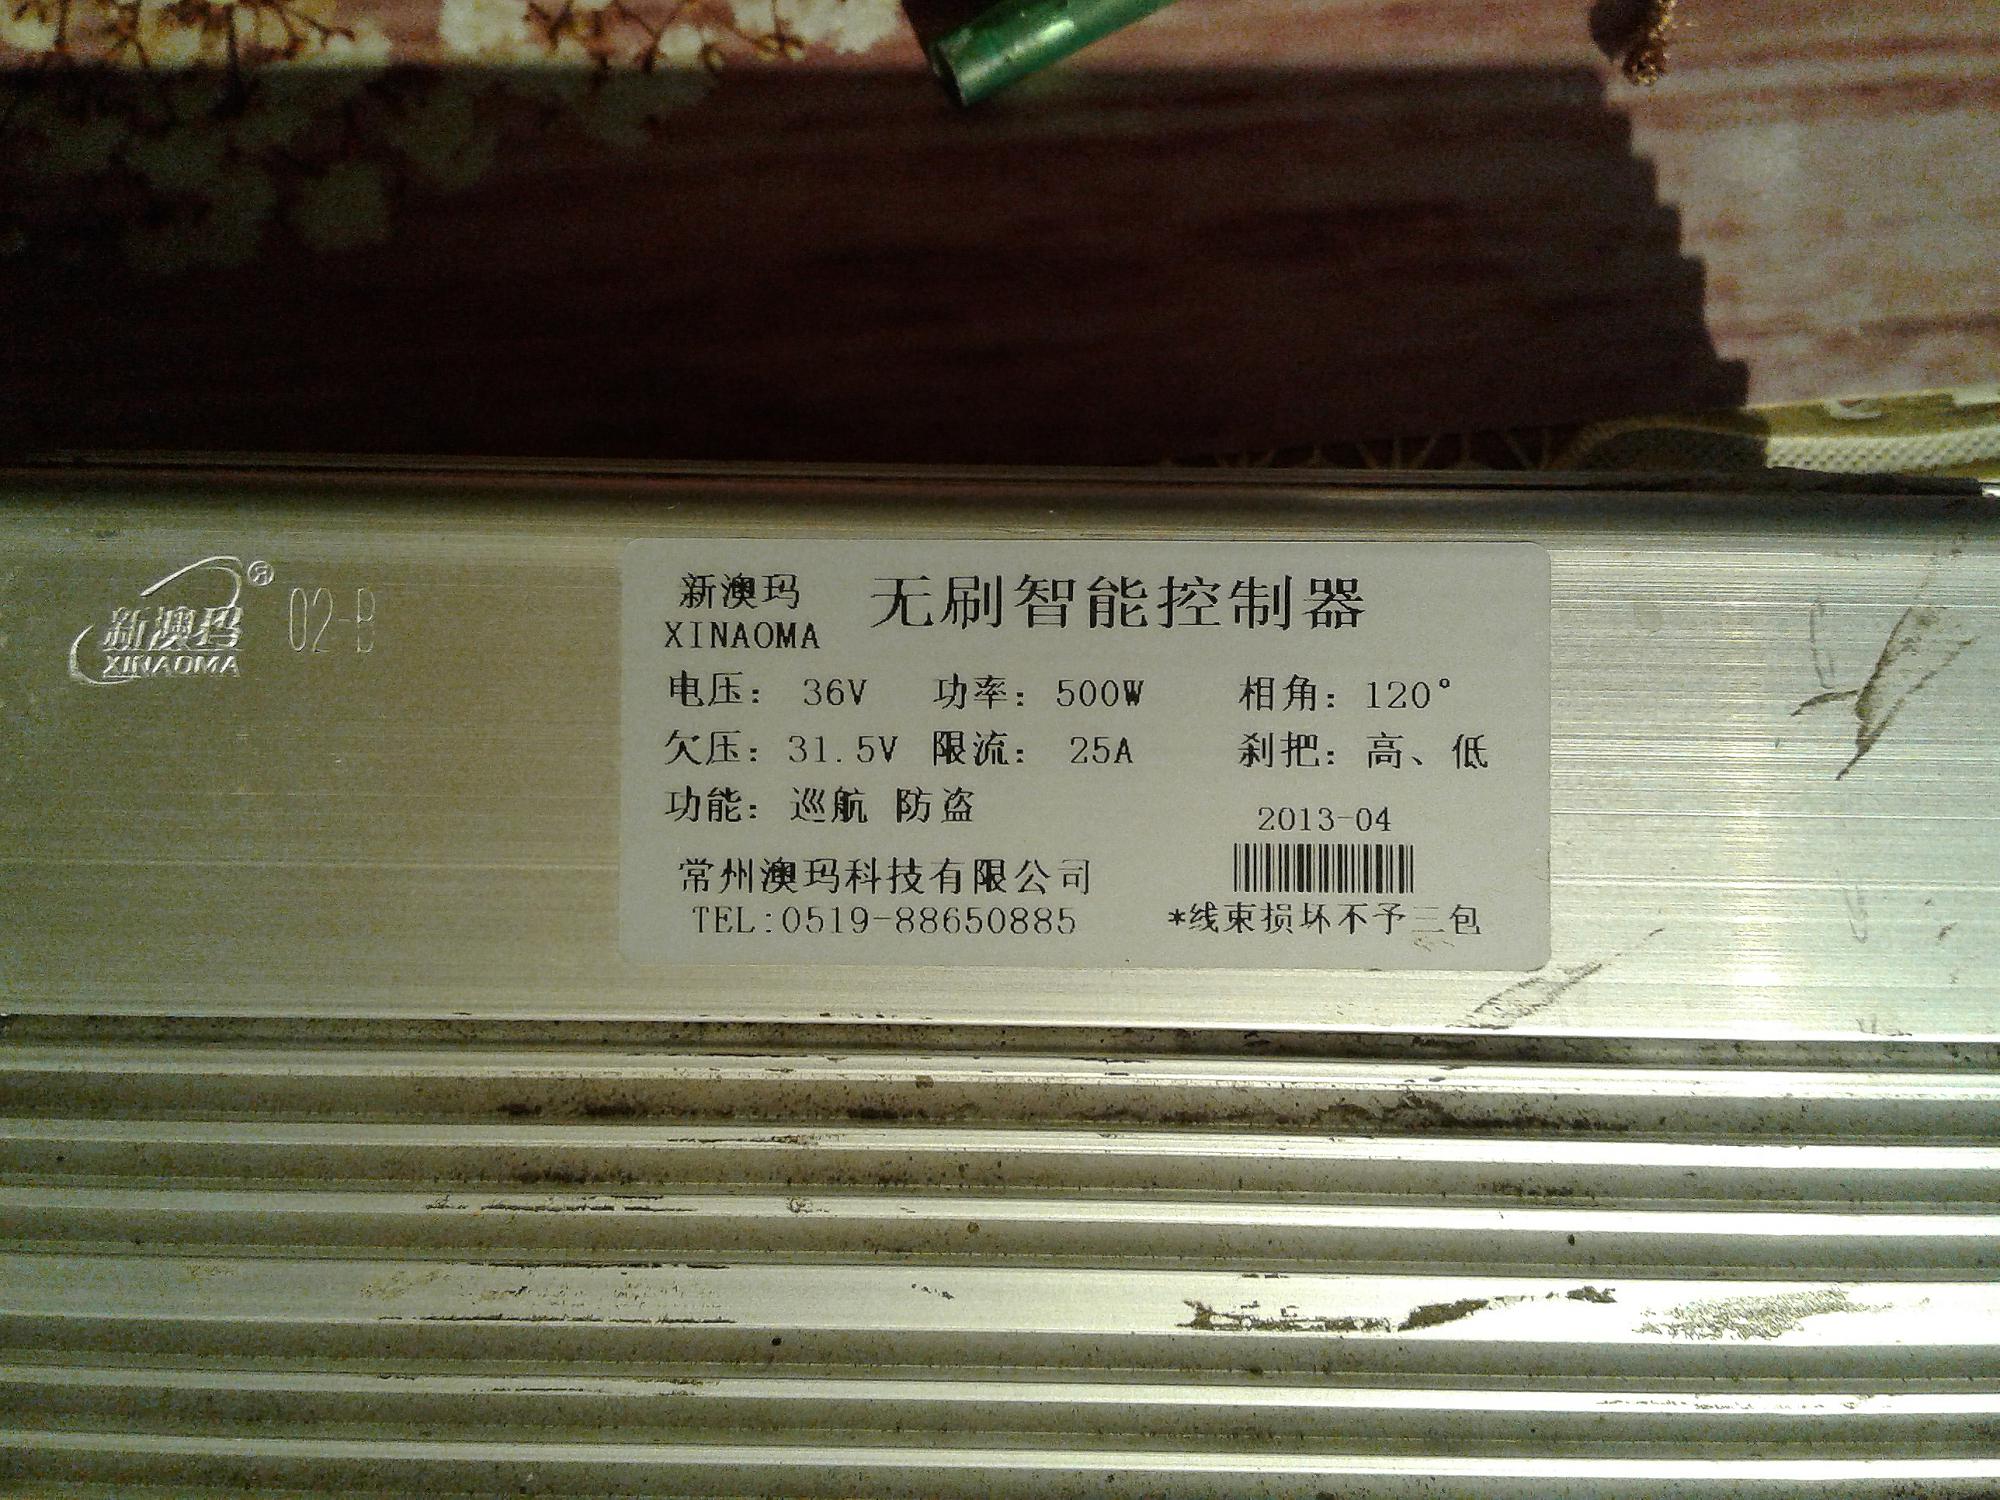 新澳玛®
XINAOMA
02-B
新澳玛
XINAOMA
无刷智能控制器
电压: 36V 功率: 500W 相角: 120°
欠压: 31.5V 限流: 25A 刹把: 高、低
功能: 巡航 防盗
2013-04
常州澳玛科技有限公司
TEL:0519-88650885
*线束损坏不予三包